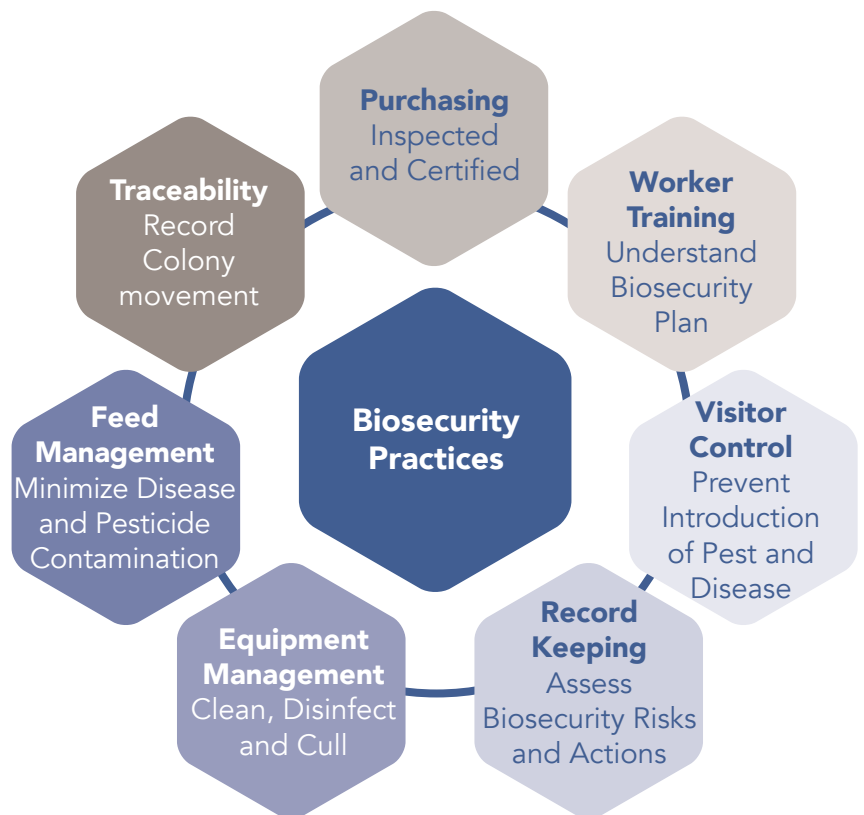 Purchasing
Inspected
and Certified
Worker
Training
Understand
Biosecurity
Plan
Visitor
Control
Prevent
Introduction
of Pest and
Disease
Record
Keeping
Assess
Biosecurity Risks
and Actions
Equipment
Management
Clean, Disinfect
and Cull
Feed
Management
Minimize Disease
and Pesticide
Contamination
Traceability
Record
Colony
movement
Biosecurity
Practices